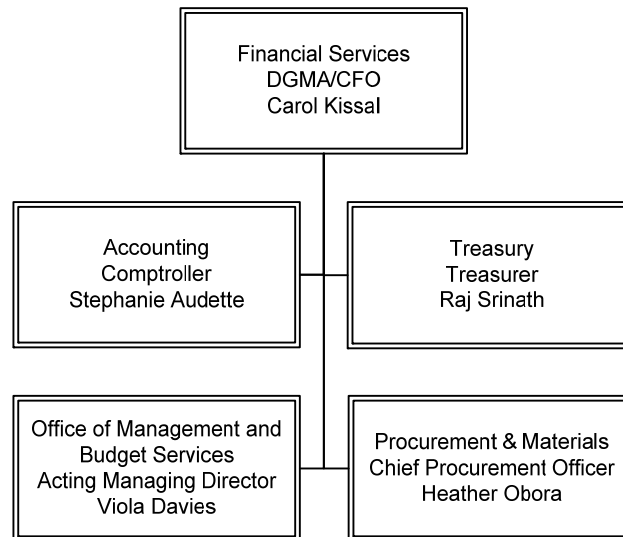 Financial Services
DGMA/CFO
Carol Kissal
Accounting
Comptroller
Stephanie Audette
Treasury
Treasurer
Raj Srinath
Office of Management and
Budget Services
Acting Managing Director
Viola Davies
Procurement & Materials
Chief Procurement Officer
Heather Obora